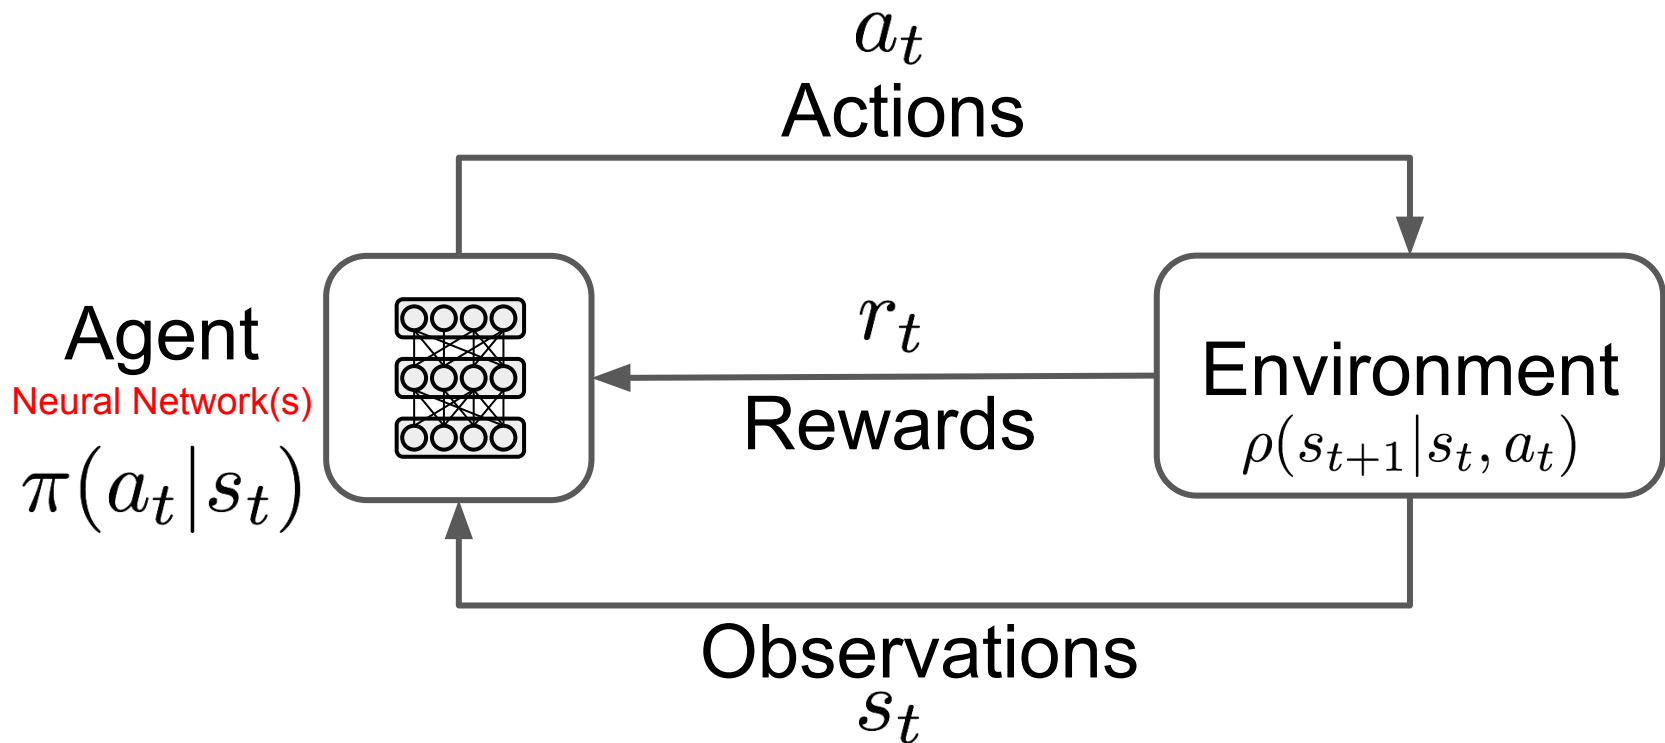 a_t
Actions
Agent
Neural Network(s)
π(a_t|s_t)
r_t
Rewards
Environment
ρ(s_{t+1}|s_t, a_t)
Observations
s_t